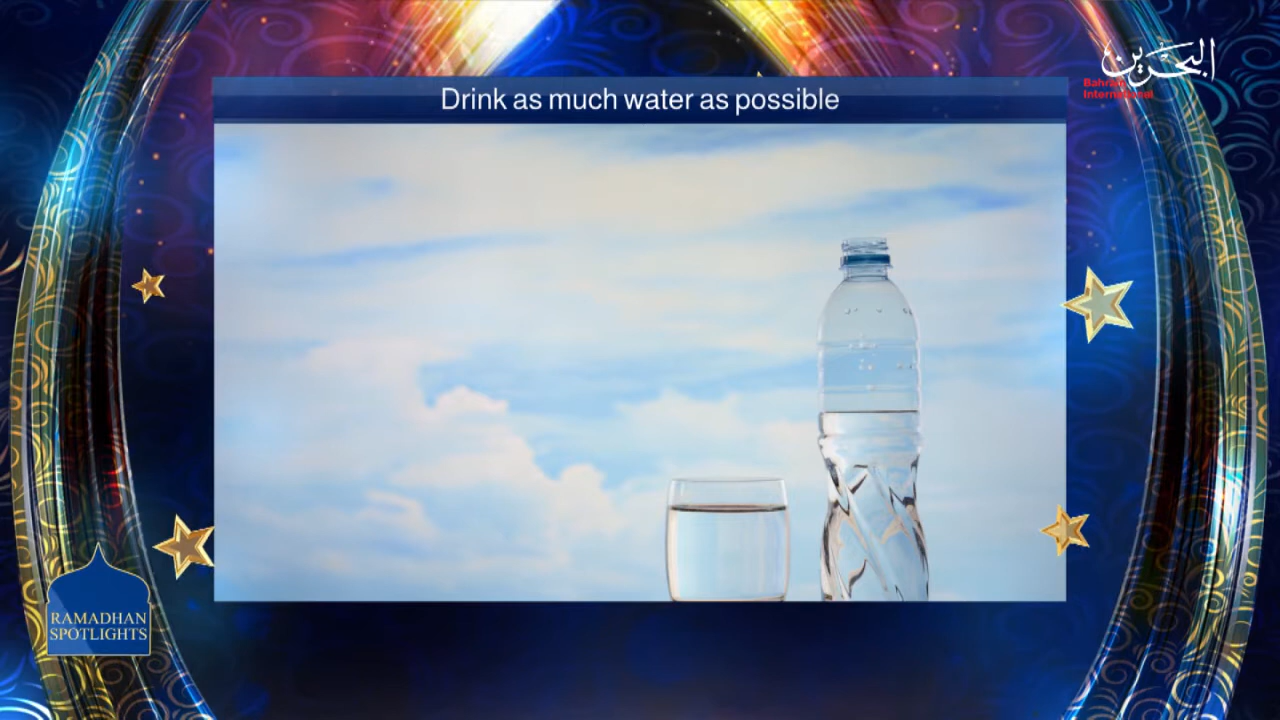 Drink as much water as possible
البحرين
Bahrain
International
RAMADHAN
SPOTLIGHTS